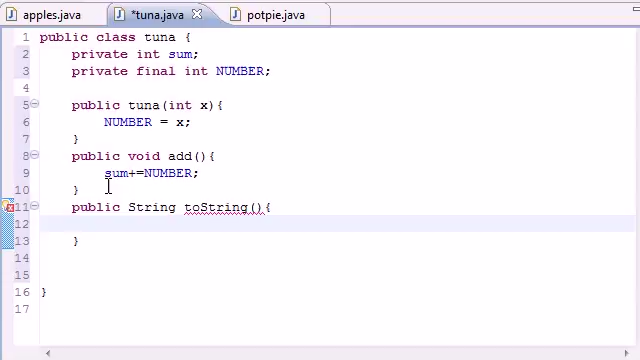 apples.java *tuna.java potpie.java
1 public class tuna {
2 private int sum;
3 private final int NUMBER;
4
5 public tuna(int x){
6 NUMBER = x;
7 }
8 public void add(){
9 sum+=NUMBER;
10 }
11 public String toString(){
12
13 }
14
15
16 }
17